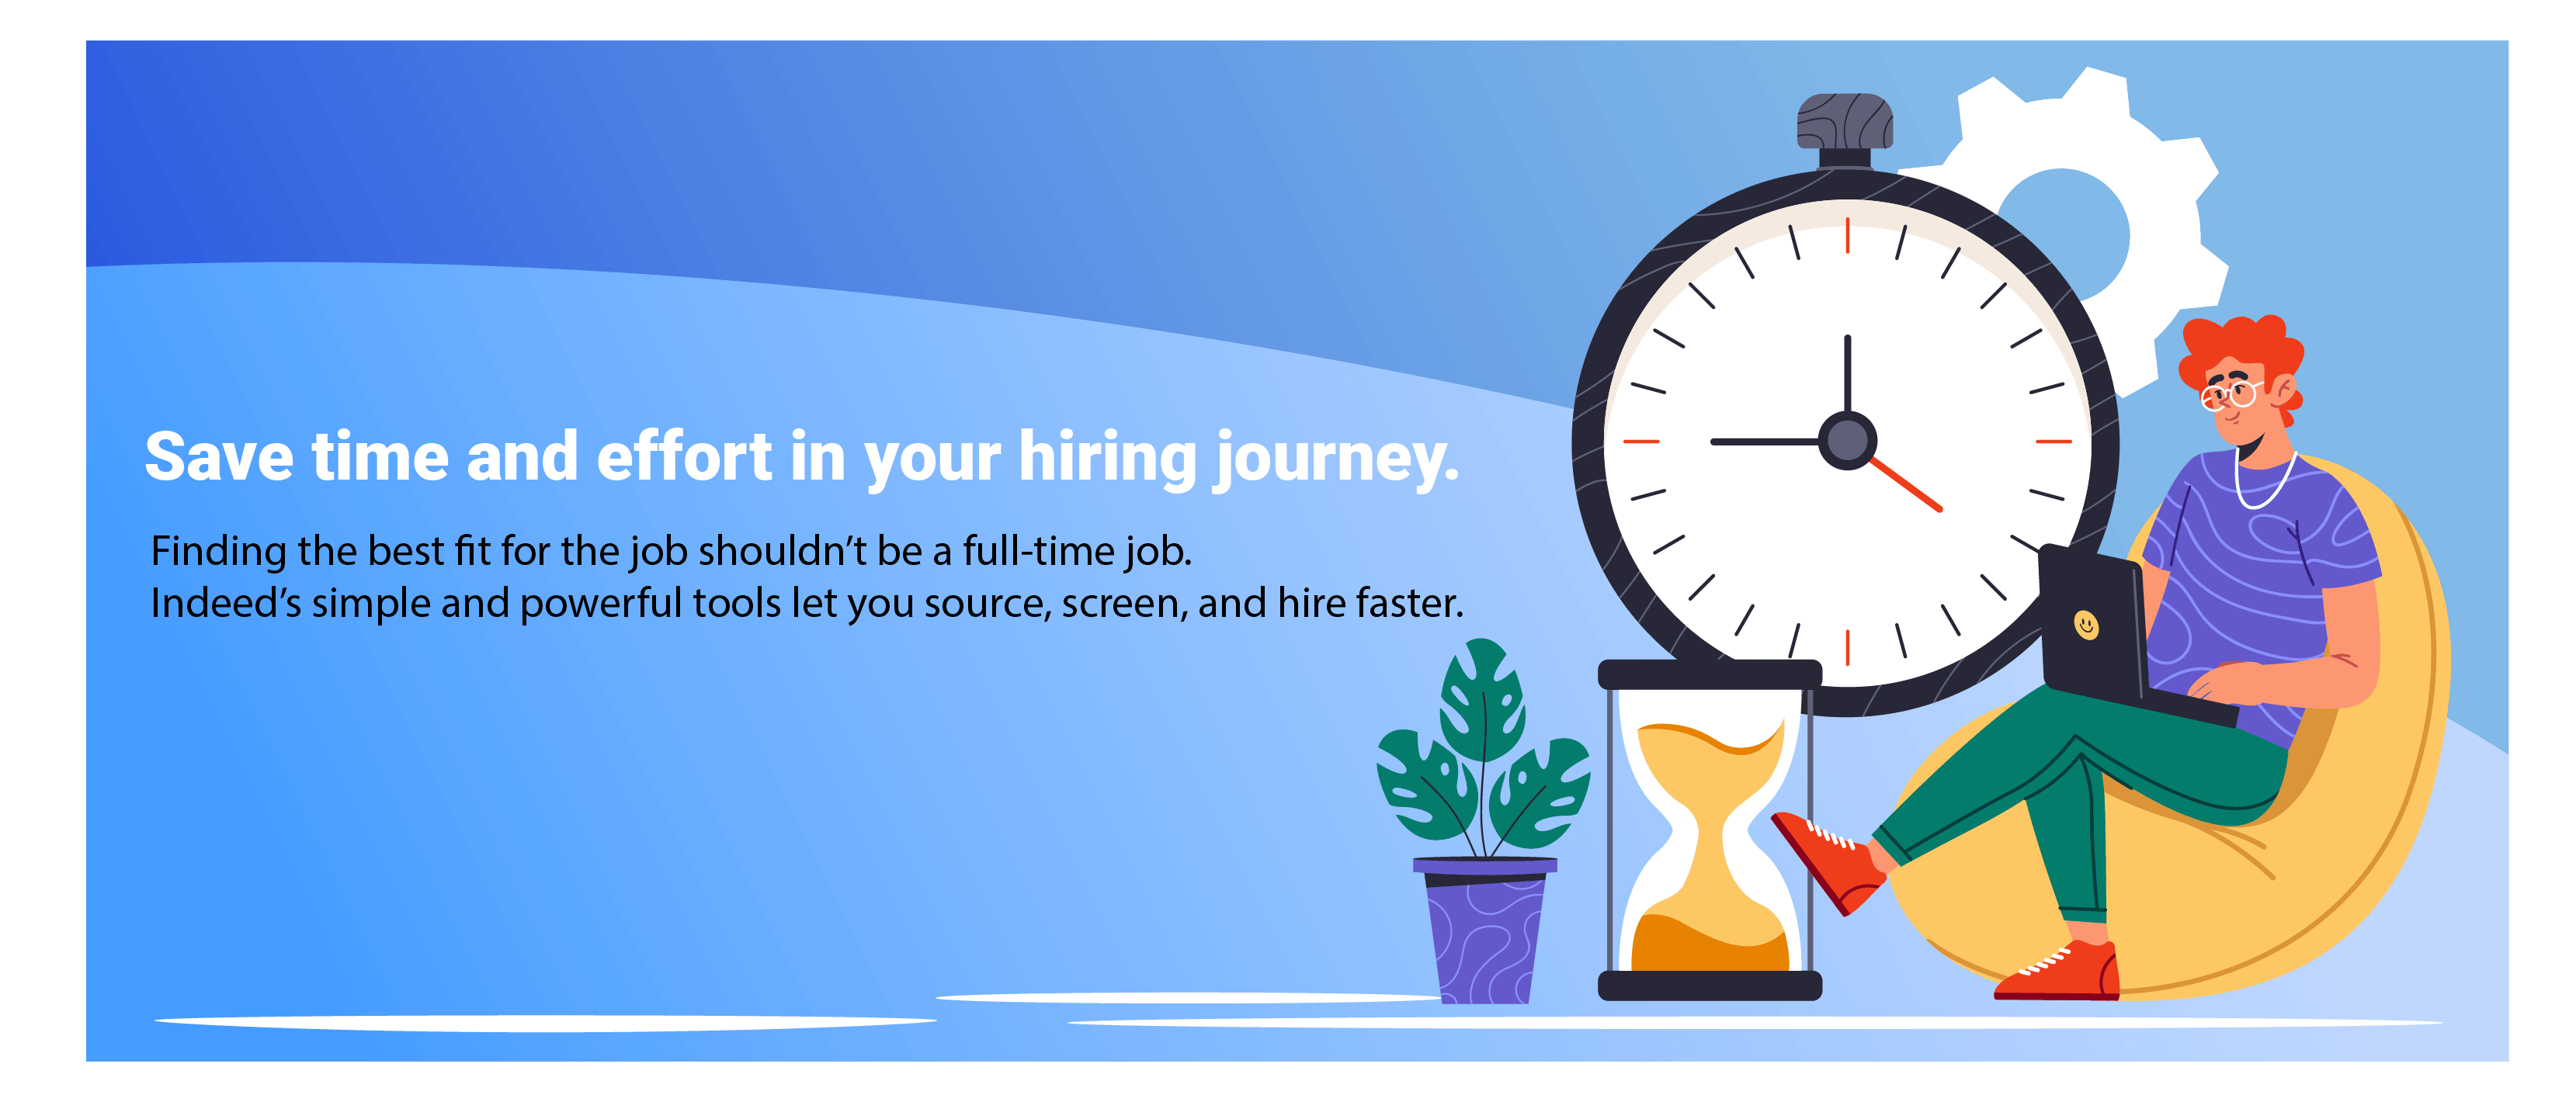 Save time and effort in your hiring journey.
Finding the best fit for the job shouldn’t be a full-time job.
Indeed’s simple and powerful tools let you source, screen, and hire faster.